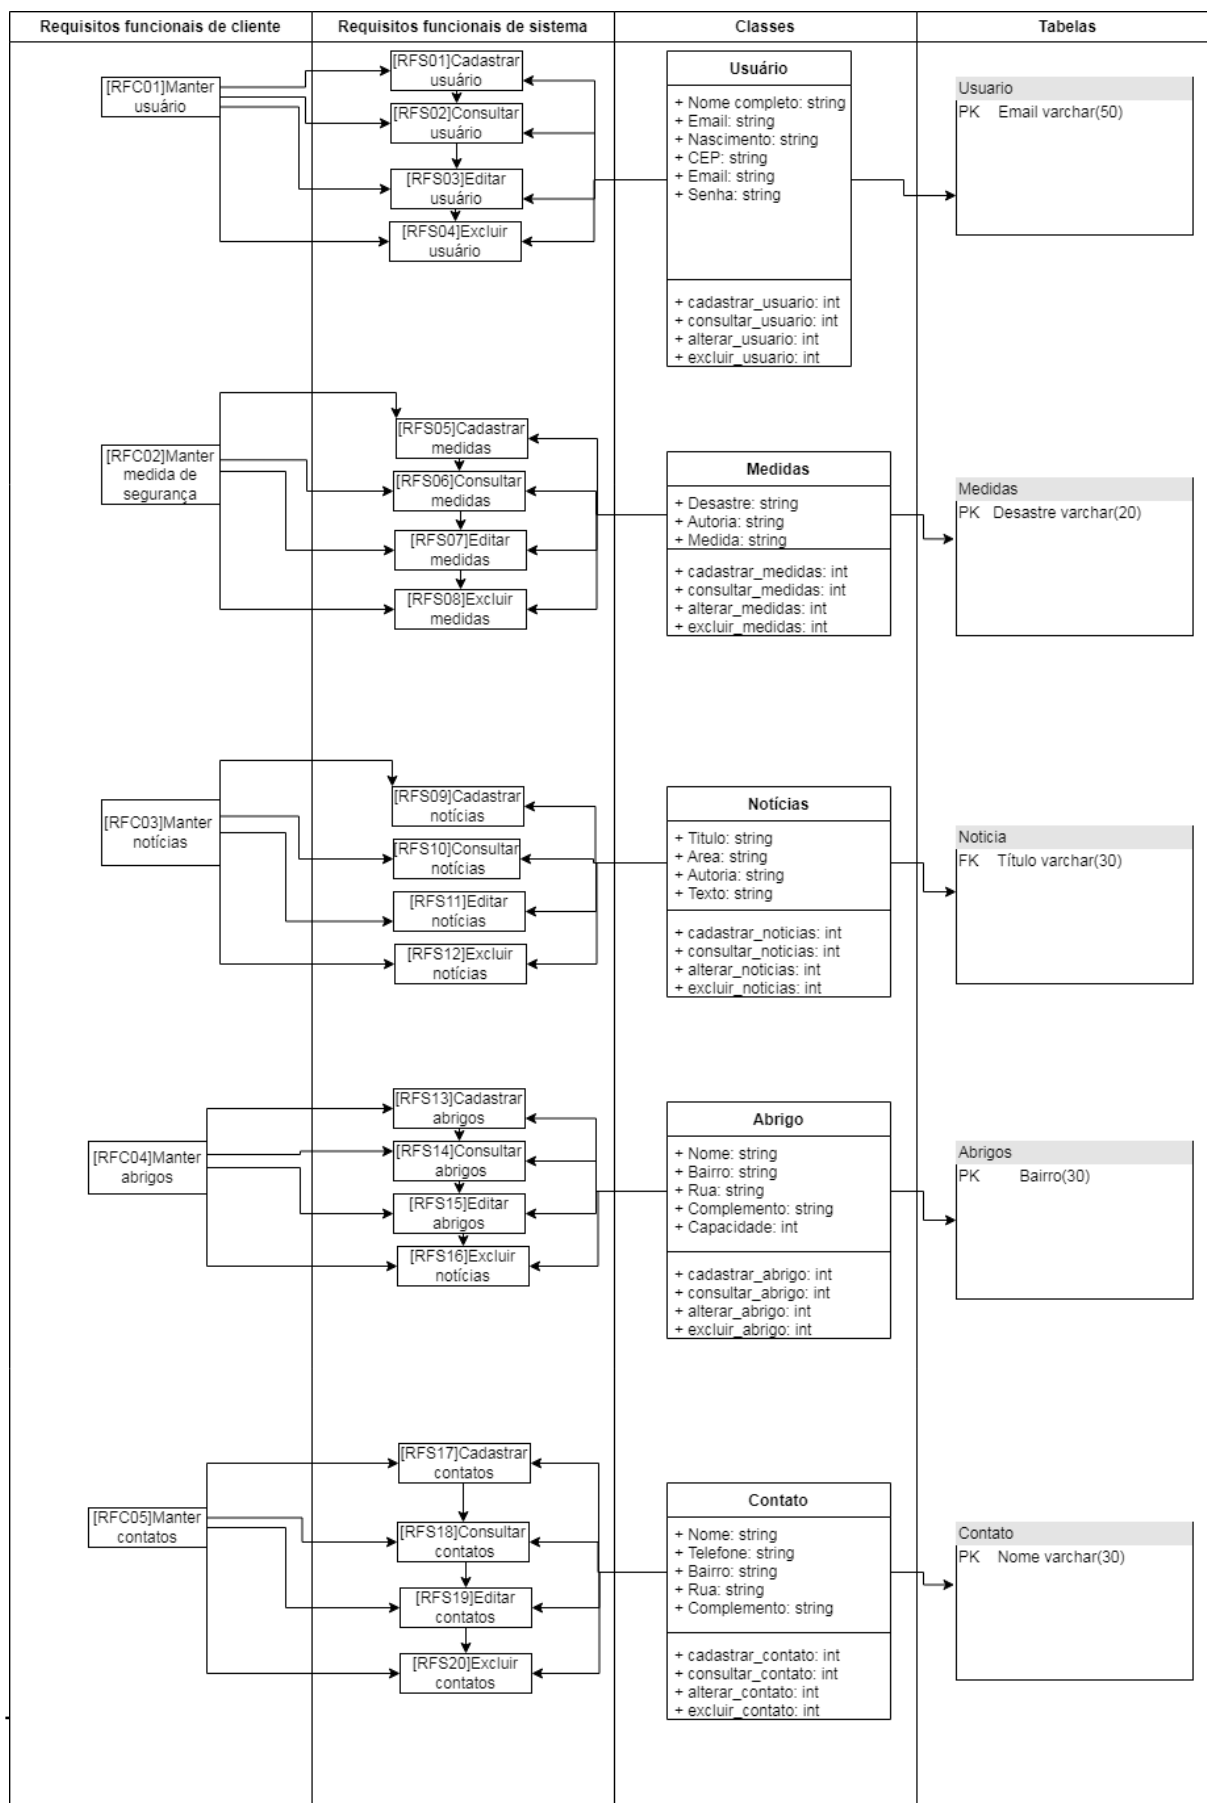 Requisitos funcionais de cliente
Requisitos funcionais de sistema
Classes
Tabelas
[RFC01]Manter
usuário
[RFS01]Cadastrar
usuário
[RFS02]Consultar
usuário
[RFS03]Editar
usuário
[RFS04]Excluir
usuário
Usuário
+ Nome completo: string
+ Email: string
+ Nascimento: string
+ CEP: string
+ Email: string
+ Senha: string
+ cadastrar_usuario: int
+ consultar_usuario: int
+ alterar_usuario: int
+ excluir_usuario: int
Usuario
PK Email varchar(50)
[RFC02]Manter
medida de
segurança
[RFS05]Cadastrar
medidas
[RFS06]Consultar
medidas
[RFS07]Editar
medidas
[RFS08]Excluir
medidas
Medidas
+ Desastre: string
+ Autoria: string
+ Medida: string
+ cadastrar_medidas: int
+ consultar_medidas: int
+ alterar_medidas: int
+ excluir_medidas: int
Medidas
PK Desastre varchar(20)
[RFC03]Manter
notícias
[RFS09]Cadastrar
notícias
[RFS10]Consultar
notícias
[RFS11]Editar
notícias
[RFS12]Excluir
notícias
Notícias
+ Titulo: string
+ Area: string
+ Autoria: string
+ Texto: string
+ cadastrar_noticias: int
+ consultar_noticias: int
+ alterar_noticias: int
+ excluir_noticias: int
Noticia
FK Título varchar(30)
[RFC04]Manter
abrigos
[RFS13]Cadastrar
abrigos
[RFS14]Consultar
abrigos
[RFS15]Editar
abrigos
[RFS16]Excluir
notícias
Abrigo
+ Nome: string
+ Bairro: string
+ Rua: string
+ Complemento: string
+ Capacidade: int
+ cadastrar_abrigo: int
+ consultar_abrigo: int
+ alterar_abrigo: int
+ excluir_abrigo: int
Abrigos
PK Bairro(30)
[RFC05]Manter
contatos
[RFS17]Cadastrar
contatos
[RFS18]Consultar
contatos
[RFS19]Editar
contatos
[RFS20]Excluir
contatos
Contato
+ Nome: string
+ Telefone: string
+ Bairro: string
+ Rua: string
+ Complemento: string
+ cadastrar_contato: int
+ consultar_contato: int
+ alterar_contato: int
+ excluir_contato: int
Contato
PK Nome varchar(30)